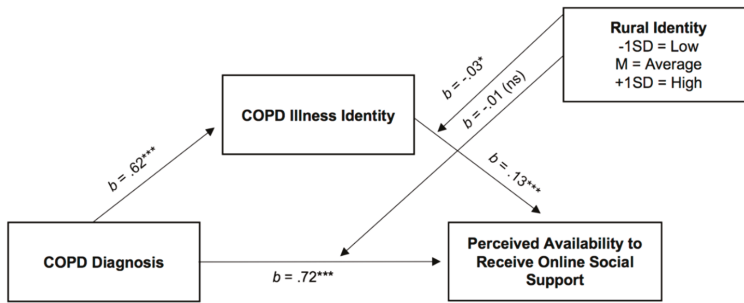 Rural Identity
-1SD = Low
M = Average
+1SD = High
b = -.03*
b = -.01 (ns)
COPD Illness Identity
b = .62***
b = .13***
COPD Diagnosis
b = .72***
Perceived Availability to
Receive Online Social
Support